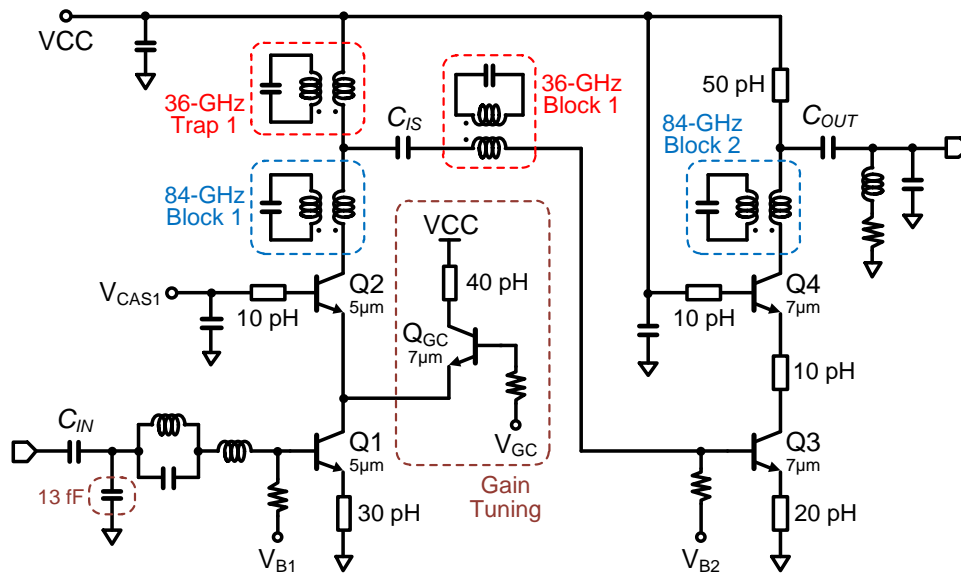 VCC
36-GHz
Trap 1
C_IS
36-GHz
Block 1
50 pH
C_OUT
84-GHz
Block 1
84-GHz
Block 2
VCC
40 pH
Q_GC
7µm
V_GC
Gain
Tuning
V_CAS1
10 pH
Q2
5µm
10 pH
Q4
7µm
10 pH
C_IN
13 fF
Q1
5µm
30 pH
V_B1
Q3
7µm
20 pH
V_B2